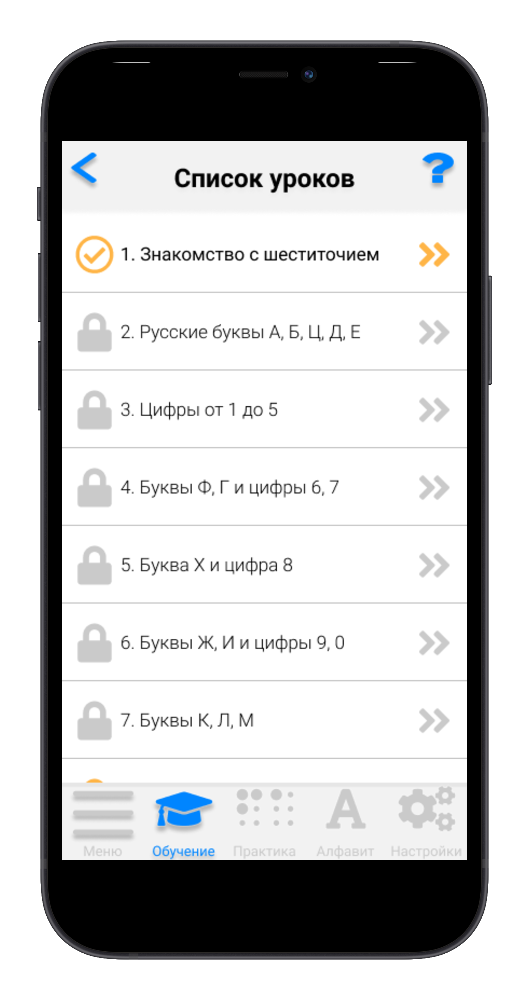 Список уроков
1. Знакомство с шеститочием
2. Русские буквы А, Б, Ц, Д, Е
3. Цифры от 1 до 5
4. Буквы Ф, Г и цифры 6, 7
5. Буква Х и цифра 8
6. Буквы Ж, И и цифры 9, 0
7. Буквы К, Л, М
Меню Обучение Практика Алфавит Настройки